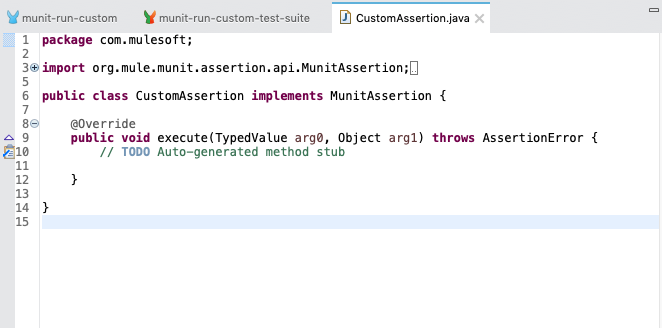 munit-run-custom munit-run-custom-test-suite CustomAssertion.java
1 package com.mulesoft;
2
3 import org.mule.munit.assertion.api.MunitAssertion;
5
6 public class CustomAssertion implements MunitAssertion {
7
8 @Override
9 public void execute(TypedValue arg0, Object arg1) throws AssertionError {
10 // TODO Auto-generated method stub
11
12 }
13
14 }
15